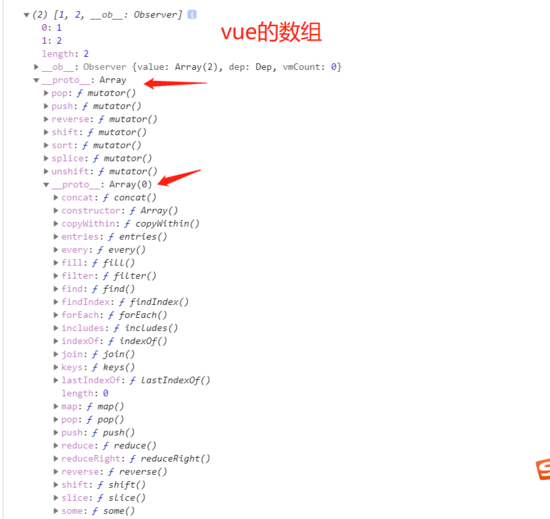 (2) [1, 2, __ob__: Observer] i
vue的数组
0: 1
1: 2
length: 2
__ob__: Observer {value: Array(2), dep: Dep, vmCount: 0}
__proto__: Array
pop: ƒ mutator()
push: ƒ mutator()
reverse: ƒ mutator()
shift: ƒ mutator()
sort: ƒ mutator()
splice: ƒ mutator()
unshift: ƒ mutator()
__proto__: Array(0)
concat: ƒ concat()
constructor: ƒ Array()
copyWithin: ƒ copyWithin()
entries: ƒ entries()
every: ƒ every()
fill: ƒ fill()
filter: ƒ filter()
find: ƒ find()
findIndex: ƒ findIndex()
forEach: ƒ forEach()
includes: ƒ includes()
indexOf: ƒ indexOf()
join: ƒ join()
keys: ƒ keys()
lastIndexOf: ƒ lastIndexOf()
length: 0
map: ƒ map()
pop: ƒ pop()
push: ƒ push()
reduce: ƒ reduce()
reduceRight: ƒ reduceRight()
reverse: ƒ reverse()
shift: ƒ shift()
slice: ƒ slice()
some: ƒ some()